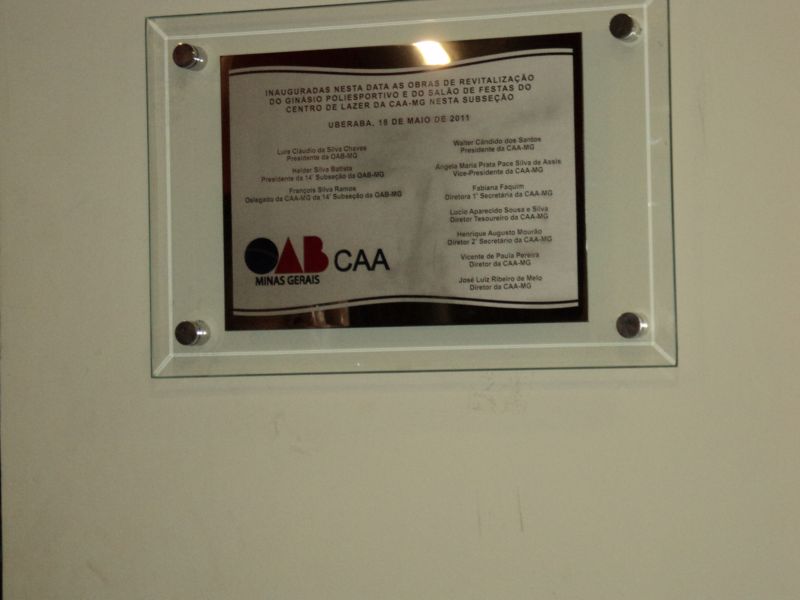 INAUGURADAS NESTA DATA AS OBRAS DE REVITALIZAÇÃO
DO GINÁSIO POLIESPORTIVO E DO SALÃO DE FESTAS DO
CENTRO DE LAZER DA CAA-MG NESTA SUBSEÇÃO
UBERABA, 18 DE MAIO DE 2011
Luis Cláudio da Silva Chaves
Presidente da OAB-MG
Helder Silva Batista
Presidente da 14ª Subseção da OAB-MG
François Silva Ramos
Delegado da CAA-MG da 14ª Subseção da OAB-MG
Walter Cândido dos Santos
Presidente da CAA-MG
Angela Maria Prata Pace Silva de Assis
Vice-Presidente da CAA-MG
Fabiana Faquim
Diretora 1ª Secretária da CAA-MG
Lucio Aparecido Sousa e Silva
Diretor Tesoureiro da CAA-MG
Henrique Augusto Mourão
Diretor 2º Secretário da CAA-MG
Vicente de Paula Pereira
Diretor da CAA-MG
José Luiz Ribeiro de Melo
Diretor da CAA-MG
OAB CAA
MINAS GERAIS